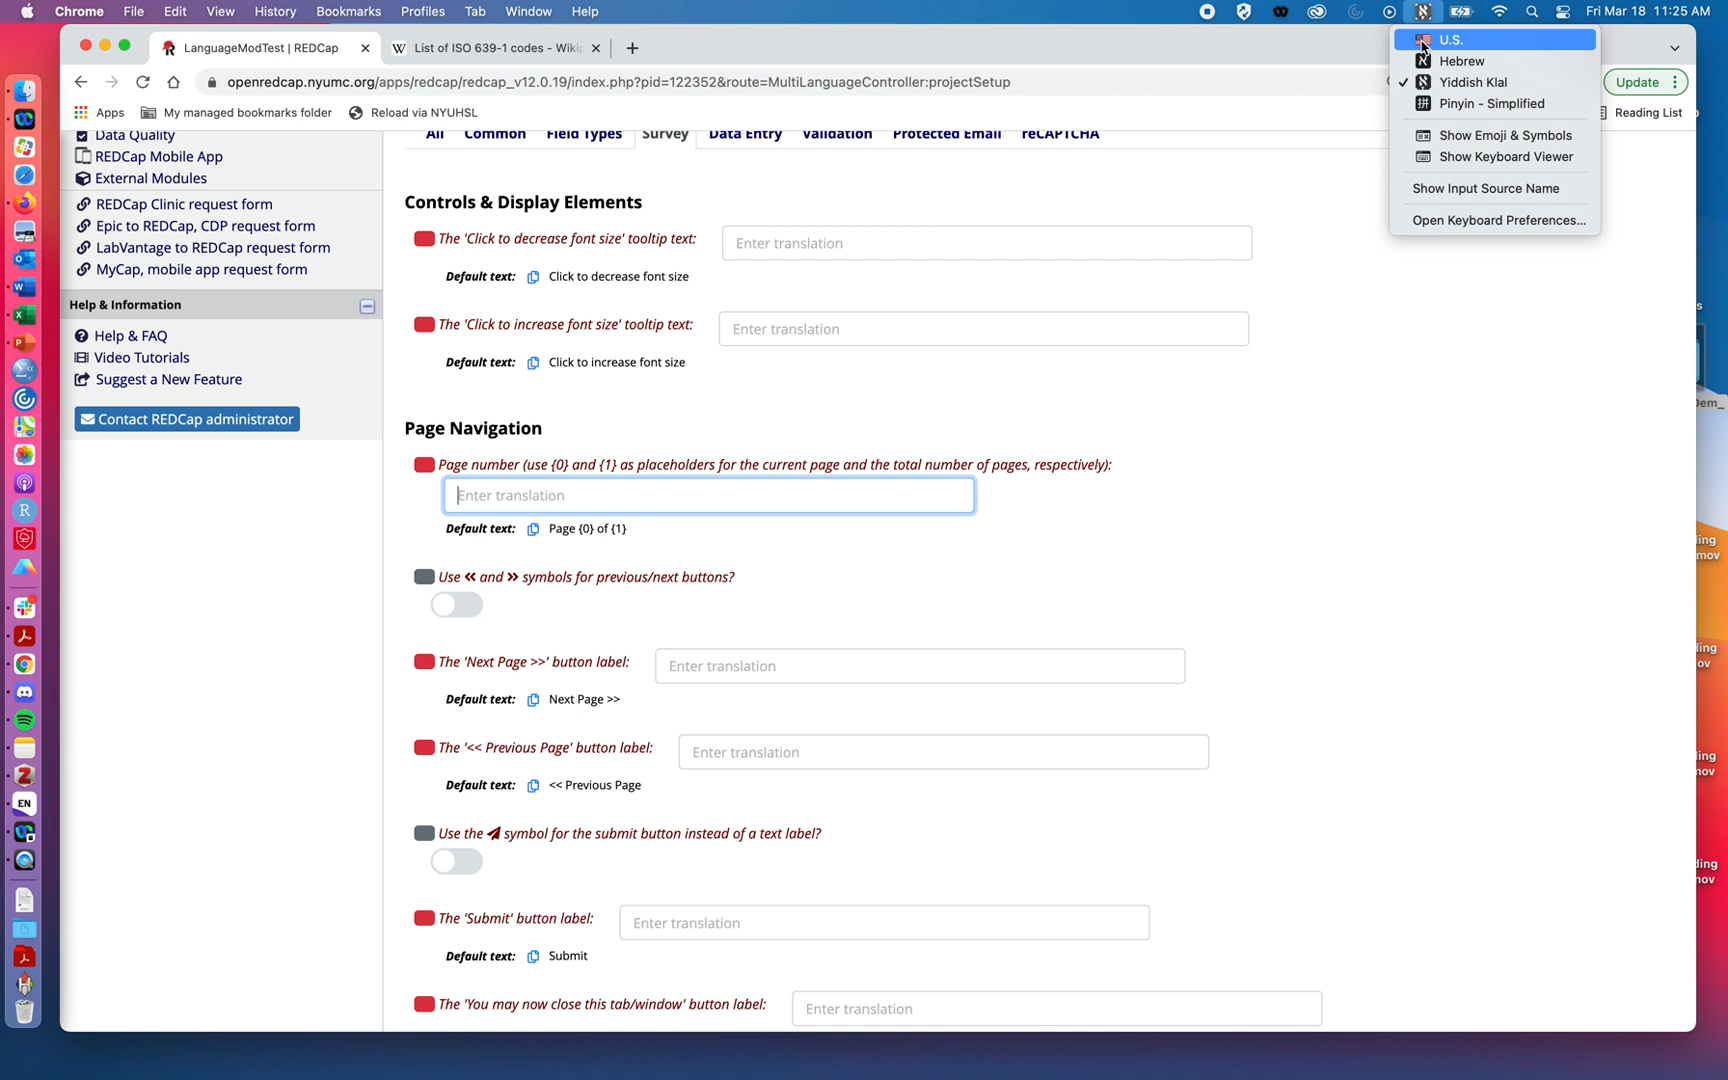 Chrome File Edit View History Bookmarks Profiles Tab Window Help
Fri Mar 18 11:25 AM
LanguageModTest | REDCap
List of ISO 639-1 codes - Wiki
openredcap.nyumc.org/apps/redcap/redcap_v12.0.19/index.php?pid=122352&route=MultiLanguageController:projectSetup
Update
Apps My managed bookmarks folder Reload via NYUHSL
Reading List
U.S.
Hebrew
Yiddish Klal
Pinyin - Simplified
Show Emoji & Symbols
Show Keyboard Viewer
Show Input Source Name
Open Keyboard Preferences...
Data Quality
REDCap Mobile App
External Modules
REDCap Clinic request form
Epic to REDCap, CDP request form
LabVantage to REDCap request form
MyCap, mobile app request form
Help & Information
Help & FAQ
Video Tutorials
Suggest a New Feature
Contact REDCap administrator
All Common Field Types Survey Data Entry Validation Protected Email reCAPTCHA
Controls & Display Elements
The 'Click to decrease font size' tooltip text: Enter translation
Default text: Click to decrease font size
The 'Click to increase font size' tooltip text: Enter translation
Default text: Click to increase font size
Page Navigation
Page number (use {0} and {1} as placeholders for the current page and the total number of pages, respectively):
Enter translation
Default text: Page {0} of {1}
Use « and » symbols for previous/next buttons?
The 'Next Page >>' button label: Enter translation
Default text: Next Page >>
The '<< Previous Page' button label: Enter translation
Default text: << Previous Page
Use the symbol for the submit button instead of a text label?
The 'Submit' button label: Enter translation
Default text: Submit
The 'You may now close this tab/window' button label: Enter translation
EN